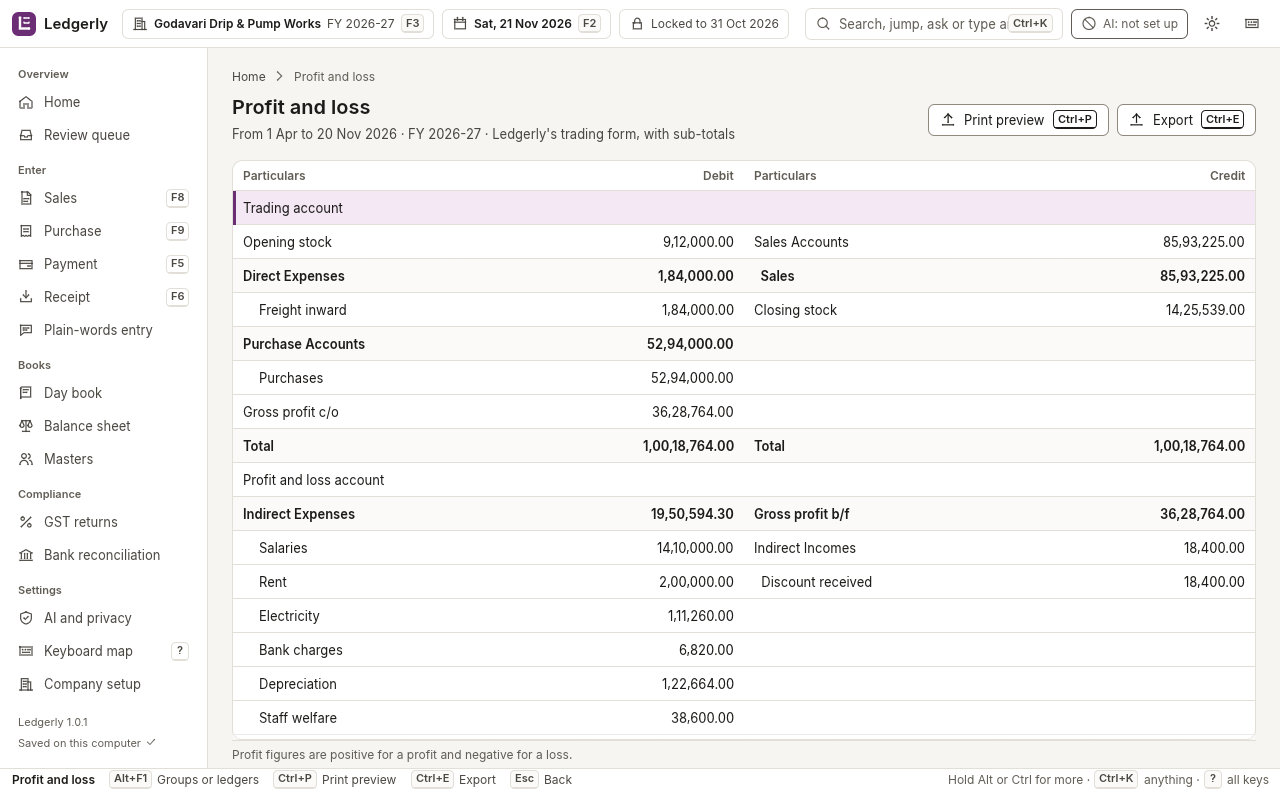 Ledgerly
Godavari Drip & Pump Works FY 2026-27 F3
Sat, 21 Nov 2026 F2
Locked to 31 Oct 2026
Search, jump, ask or type a Ctrl+K
AI: not set up
Overview
Home
Review queue
Enter
Sales F8
Purchase F9
Payment F5
Receipt F6
Plain-words entry
Books
Day book
Balance sheet
Masters
Compliance
GST returns
Bank reconciliation
Settings
AI and privacy
Keyboard map ?
Company setup
Ledgerly 1.0.1
Saved on this computer
Home Profit and loss
Profit and loss
From 1 Apr to 20 Nov 2026 · FY 2026-27 · Ledgerly's trading form, with sub-totals
Print preview Ctrl+P
Export Ctrl+E
Particulars Debit Particulars Credit
Trading account
Opening stock 9,12,000.00 Sales Accounts 85,93,225.00
Direct Expenses 1,84,000.00 Sales 85,93,225.00
Freight inward 1,84,000.00 Closing stock 14,25,539.00
Purchase Accounts 52,94,000.00
Purchases 52,94,000.00
Gross profit c/o 36,28,764.00
Total 1,00,18,764.00 Total 1,00,18,764.00
Profit and loss account
Indirect Expenses 19,50,594.30 Gross profit b/f 36,28,764.00
Salaries 14,10,000.00 Indirect Incomes 18,400.00
Rent 2,00,000.00 Discount received 18,400.00
Electricity 1,11,260.00
Bank charges 6,820.00
Depreciation 1,22,664.00
Staff welfare 38,600.00
Profit figures are positive for a profit and negative for a loss.
Profit and loss Alt+F1 Groups or ledgers Ctrl+P Print preview Ctrl+E Export Esc Back
Hold Alt or Ctrl for more · Ctrl+K anything · ? all keys